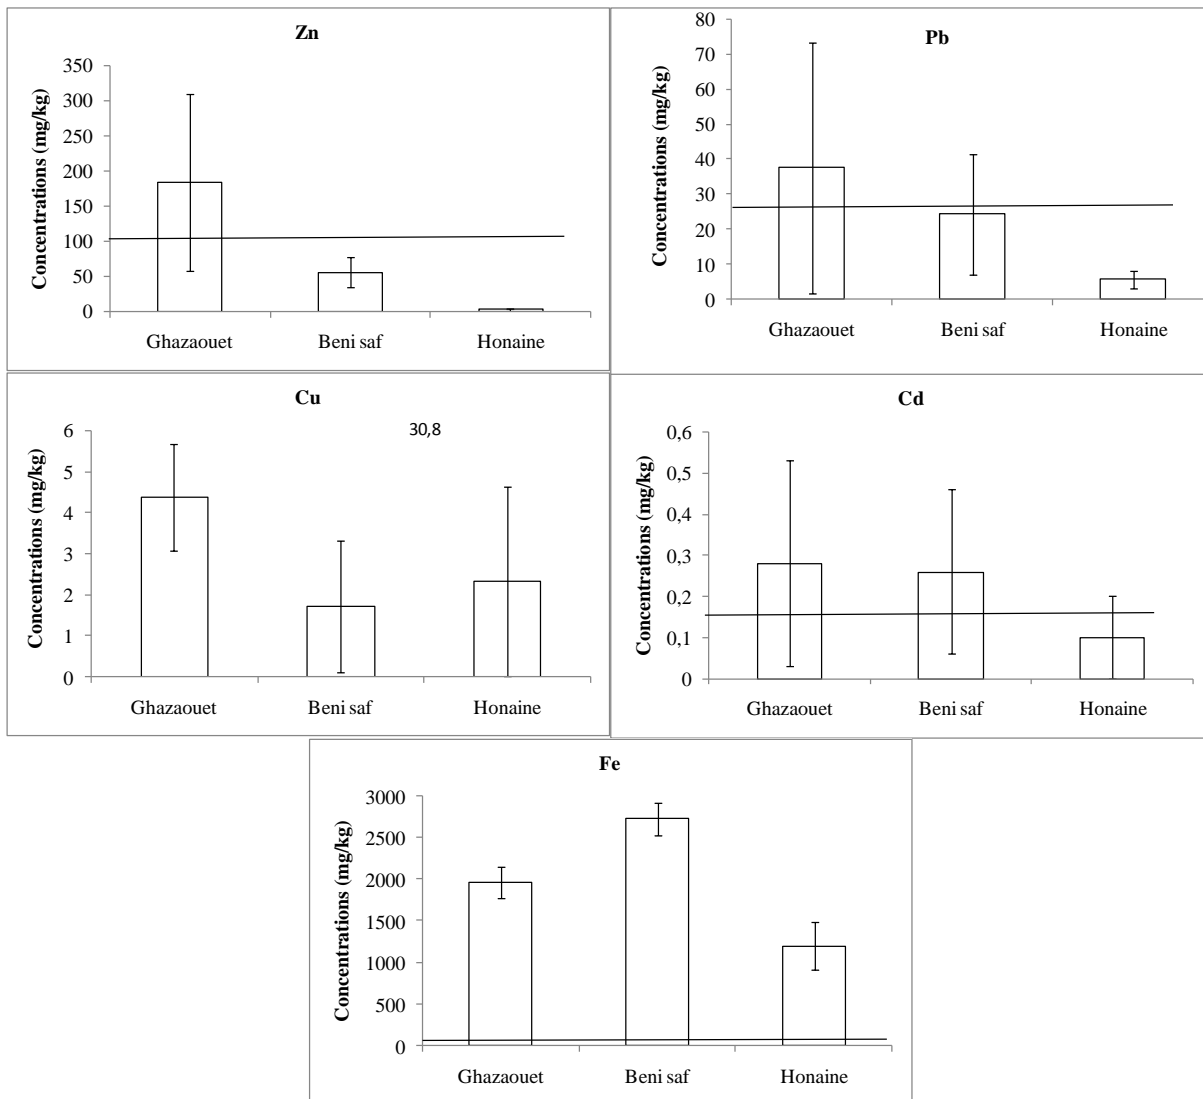 Zn
Concentrations (mg/kg)
350
300
250
200
150
100
50
0
Ghazaouet Beni saf Honaine
Pb
Concentrations (mg/kg)
80
70
60
50
40
30
20
10
0
Ghazaouet Beni saf Honaine
Cu
30,8
Concentrations (mg/kg)
6
5
4
3
2
1
0
Ghazaouet Beni saf Honaine
Cd
Concentrations (mg/kg)
0,6
0,5
0,4
0,3
0,2
0,1
0
Ghazaouet Beni saf Honaine
Fe
Concentrations (mg/kg)
3000
2500
2000
1500
1000
500
0
Ghazaouet Beni saf Honaine